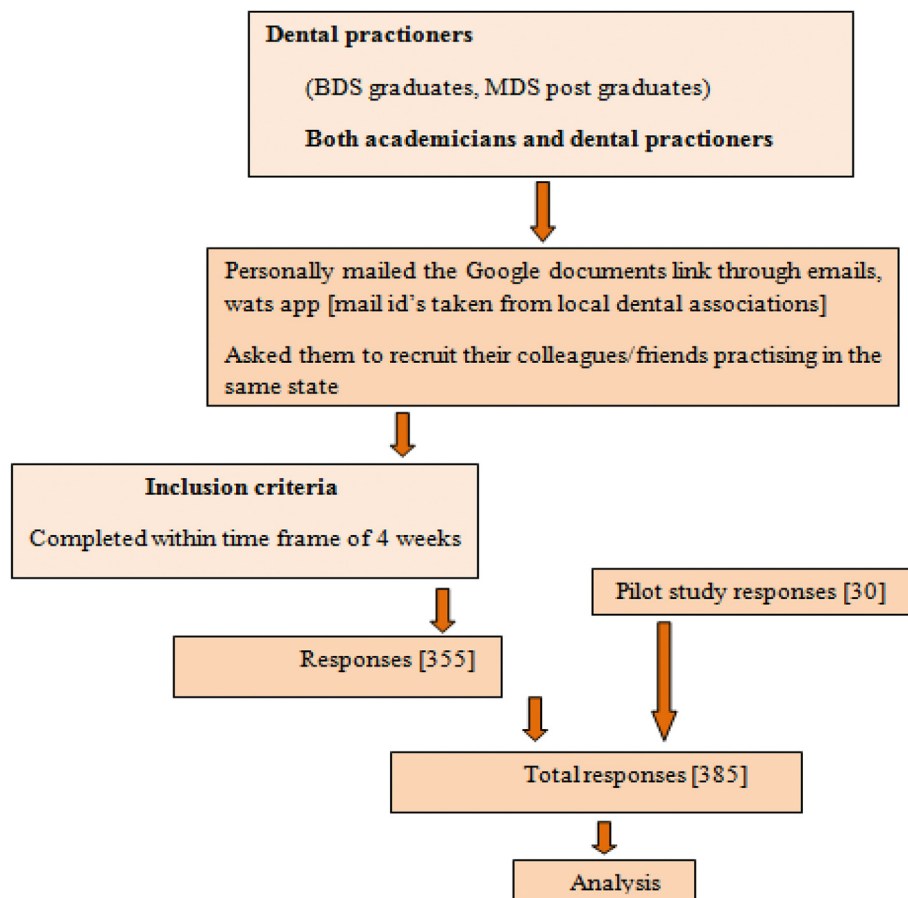 Dental practioners
(BDS graduates, MDS post graduates)
Both academicians and dental practioners
Personally mailed the Google documents link through emails,
wats app [mail id’s taken from local dental associations]
Asked them to recruit their colleagues/friends practising in the
same state
Inclusion criteria
Completed within time frame of 4 weeks
Pilot study responses [30]
Responses [355]
Total responses [385]
Analysis